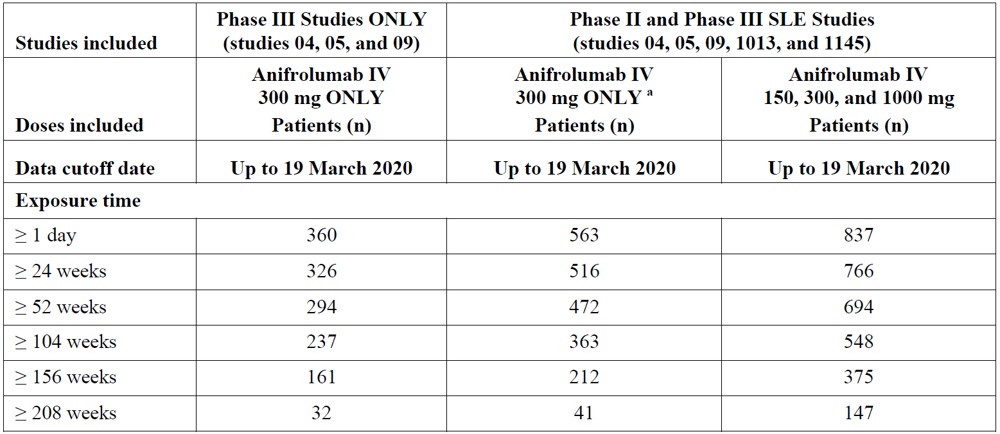 Studies included
Phase III Studies ONLY
(studies 04, 05, and 09)
Phase II and Phase III SLE Studies
(studies 04, 05, 09, 1013, and 1145)
Doses included
Anifrolumab IV
300 mg ONLY
Patients (n)
Anifrolumab IV
300 mg ONLY a
Patients (n)
Anifrolumab IV
150, 300, and 1000 mg
Patients (n)
Data cutoff date
Up to 19 March 2020
Up to 19 March 2020
Up to 19 March 2020
Exposure time
≥ 1 day
360
563
837
≥ 24 weeks
326
516
766
≥ 52 weeks
294
472
694
≥ 104 weeks
237
363
548
≥ 156 weeks
161
212
375
≥ 208 weeks
32
41
147